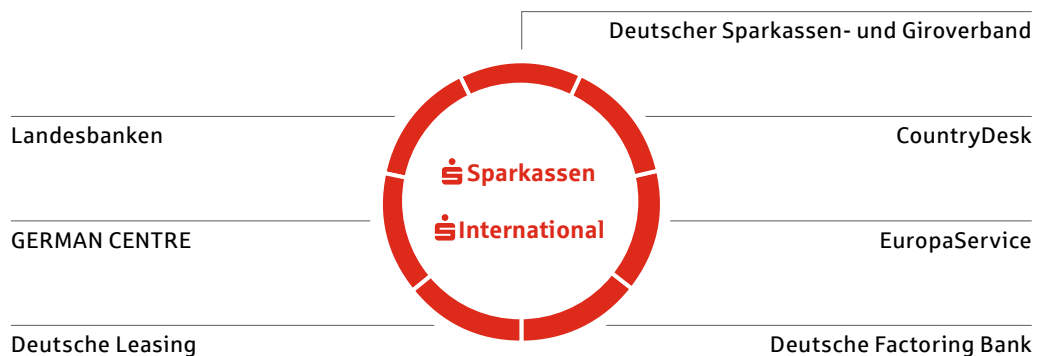 Deutscher Sparkassen- und Giroverband
Landesbanken
CountryDesk
Sparkassen
International
GERMAN CENTRE
EuropaService
Deutsche Leasing
Deutsche Factoring Bank